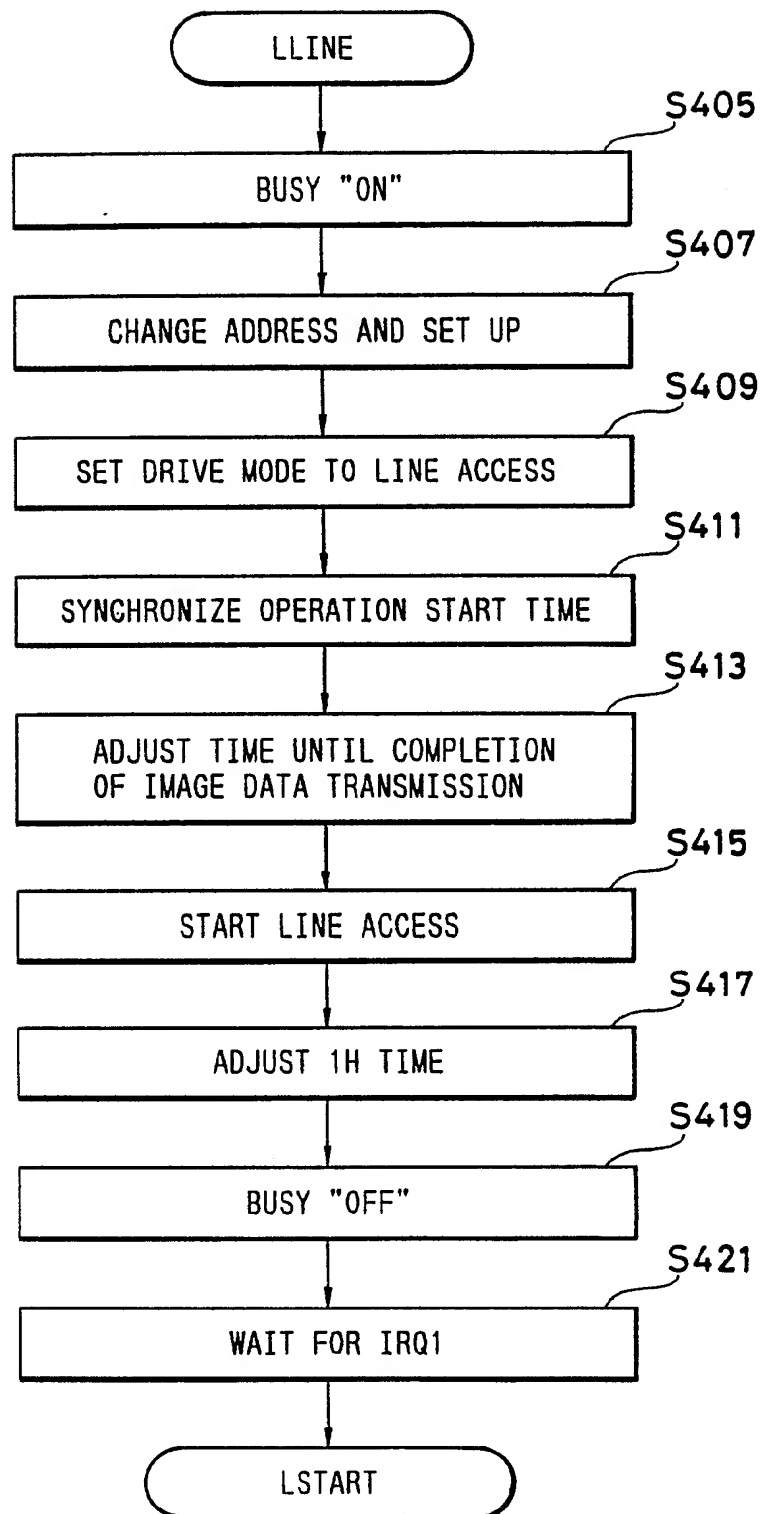 LLINE
S405
BUSY "ON"
S407
CHANGE ADDRESS AND SET UP
S409
SET DRIVE MODE TO LINE ACCESS
S411
SYNCHRONIZE OPERATION START TIME
S413
ADJUST TIME UNTIL COMPLETION
OF IMAGE DATA TRANSMISSION
S415
START LINE ACCESS
S417
ADJUST 1H TIME
S419
BUSY "OFF"
S421
WAIT FOR IRQ1
LSTART